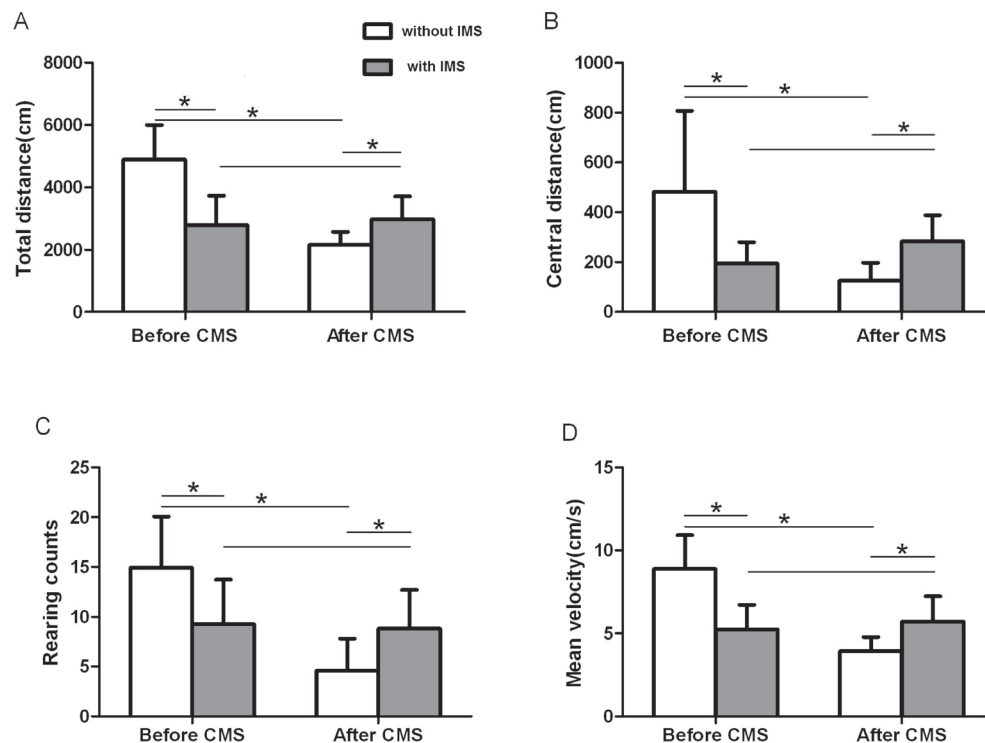 A
without IMS
with IMS
Total distance(cm)
8000
6000
4000
2000
0
*
*
*
Before CMS
After CMS
B
Central distance(cm)
1000
800
600
400
200
0
*
*
*
Before CMS
After CMS
C
Rearing counts
25
20
15
10
5
0
*
*
*
Before CMS
After CMS
D
Mean velocity(cm/s)
15
10
5
0
*
*
*
Before CMS
After CMS